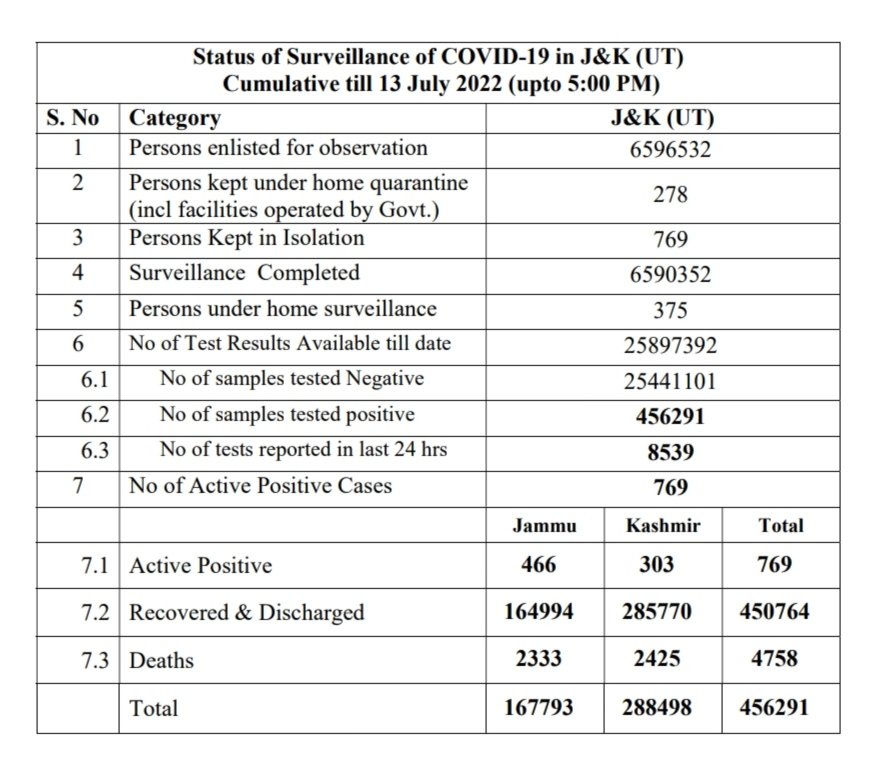 Status of Surveillance of COVID-19 in J&K (UT)
Cumulative till 13 July 2022 (upto 5:00 PM)
S. No Category J&K (UT)
1 Persons enlisted for observation 6596532
2 Persons kept under home quarantine
(incl facilities operated by Govt.) 278
3 Persons Kept in Isolation 769
4 Surveillance Completed 6590352
5 Persons under home surveillance 375
6 No of Test Results Available till date 25897392
6.1 No of samples tested Negative 25441101
6.2 No of samples tested positive 456291
6.3 No of tests reported in last 24 hrs 8539
7 No of Active Positive Cases 769
Jammu Kashmir Total
7.1 Active Positive 466 303 769
7.2 Recovered & Discharged 164994 285770 450764
7.3 Deaths 2333 2425 4758
Total 167793 288498 456291